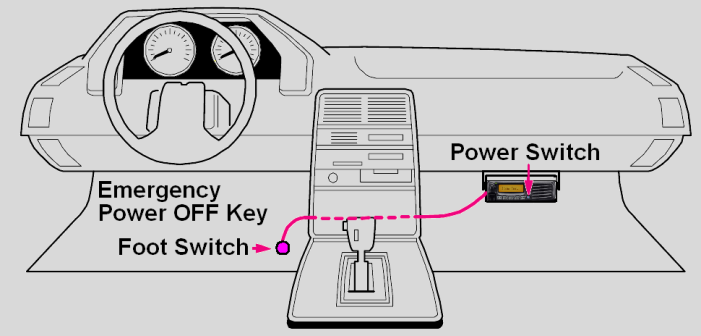 Power Switch
Emergency
Power OFF Key
Foot Switch